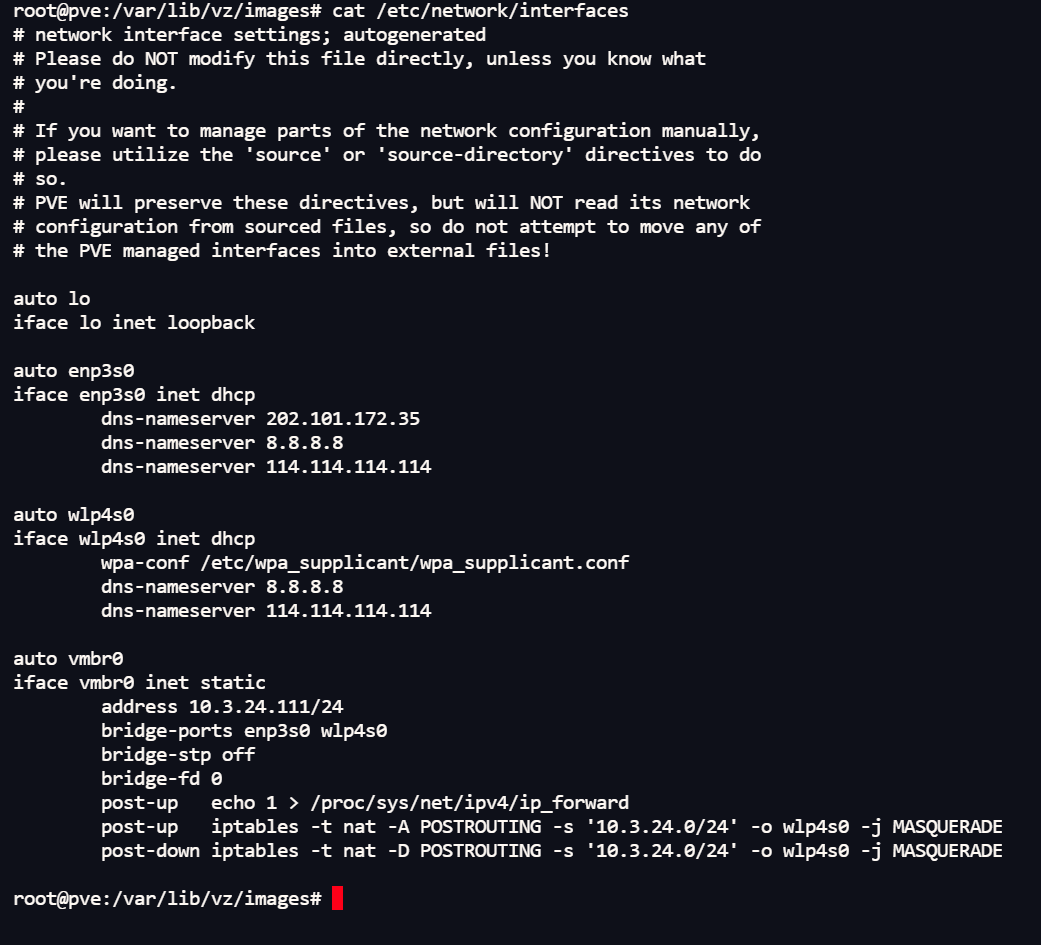 root@pve:/var/lib/vz/images# cat /etc/network/interfaces
# network interface settings; autogenerated
# Please do NOT modify this file directly, unless you know what
# you're doing.
#
# If you want to manage parts of the network configuration manually,
# please utilize the 'source' or 'source-directory' directives to do
# so.
# PVE will preserve these directives, but will NOT read its network
# configuration from sourced files, so do not attempt to move any of
# the PVE managed interfaces into external files!

auto lo
iface lo inet loopback

auto enp3s0
iface enp3s0 inet dhcp
        dns-nameserver 202.101.172.35
        dns-nameserver 8.8.8.8
        dns-nameserver 114.114.114.114

auto wlp4s0
iface wlp4s0 inet dhcp
        wpa-conf /etc/wpa_supplicant/wpa_supplicant.conf
        dns-nameserver 8.8.8.8
        dns-nameserver 114.114.114.114

auto vmbr0
iface vmbr0 inet static
        address 10.3.24.111/24
        bridge-ports enp3s0 wlp4s0
        bridge-stp off
        bridge-fd 0
        post-up   echo 1 > /proc/sys/net/ipv4/ip_forward
        post-up   iptables -t nat -A POSTROUTING -s '10.3.24.0/24' -o wlp4s0 -j MASQUERADE
        post-down iptables -t nat -D POSTROUTING -s '10.3.24.0/24' -o wlp4s0 -j MASQUERADE

root@pve:/var/lib/vz/images#